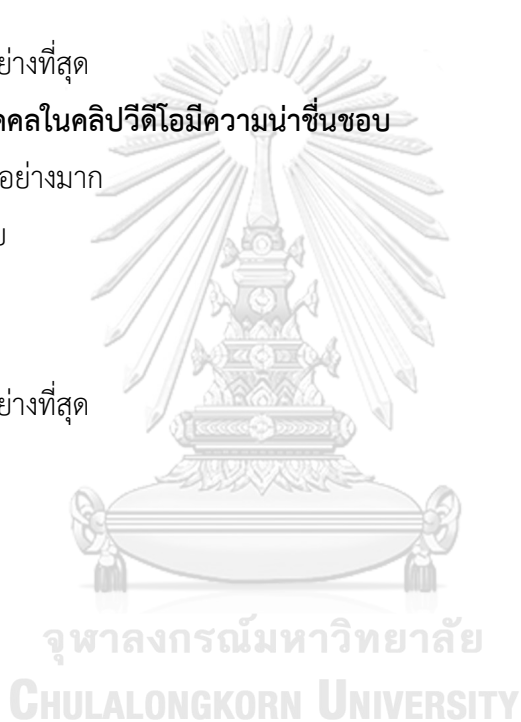 ย่างที่สุด
คคลในคลิปวีดีโอมีความน่าชื่นชอบ
อย่างมาก
ย่างที่สุด
จุฬาลงกรณ์มหาวิทยาลัย
CHULALONGKORN UNIVERSITY